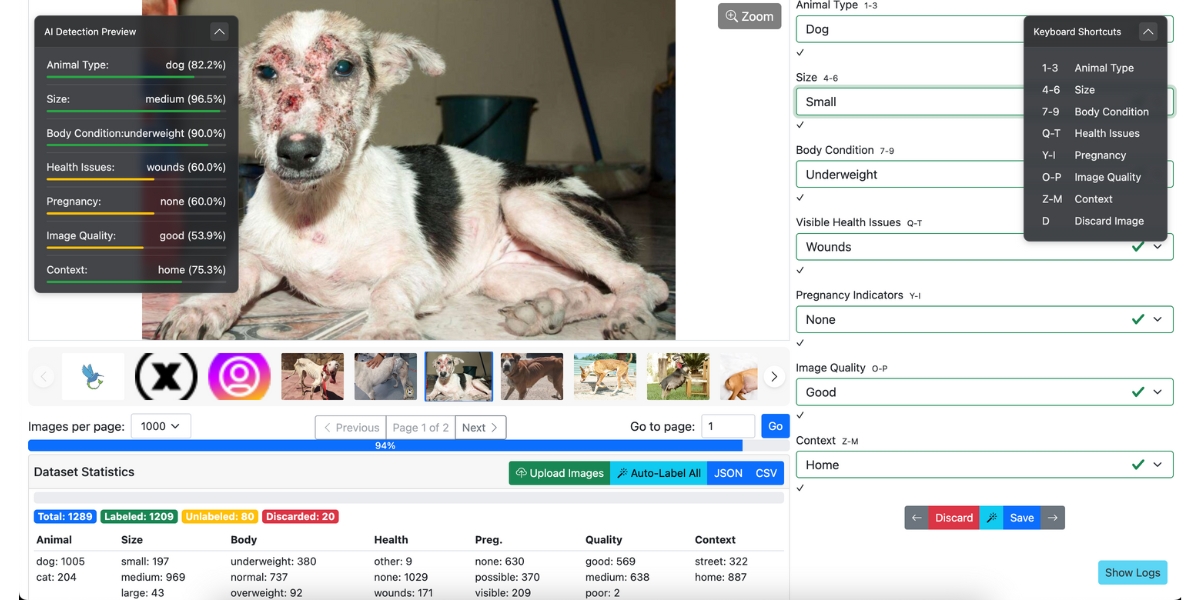 AI Detection Preview
Animal Type: dog (82.2%)
Size: medium (96.5%)
Body Condition:underweight (90.0%)
Health Issues: wounds (60.0%)
Pregnancy: none (60.0%)
Image Quality: good (53.9%)
Context: home (75.3%)
Zoom
Animal Type 1-3
Dog
Size 4-6
Small
Body Condition 7-9
Underweight
Visible Health Issues Q-T
Wounds
Pregnancy Indicators Y-I
None
Image Quality O-P
Good
Context Z-M
Home
Keyboard Shortcuts
1-3 Animal Type
4-6 Size
7-9 Body Condition
Q-T Health Issues
Y-I Pregnancy
O-P Image Quality
Z-M Context
D Discard Image
← Discard Save →
Show Logs
X
Images per page: 1000 < Previous Page 1 of 2 Next > Go to page: 1 Go
94%
Dataset Statistics Upload Images Auto-Label All JSON CSV
Total: 1289 Labeled: 1209 Unlabeled: 80 Discarded: 20
Animal Size Body Health Preg. Quality Context
dog: 1005 small: 197 underweight: 380 other: 9 none: 630 good: 569 street: 322
cat: 204 medium: 969 normal: 737 none: 1029 possible: 370 medium: 638 home: 887
large: 43 overweight: 92 wounds: 171 visible: 209 poor: 2